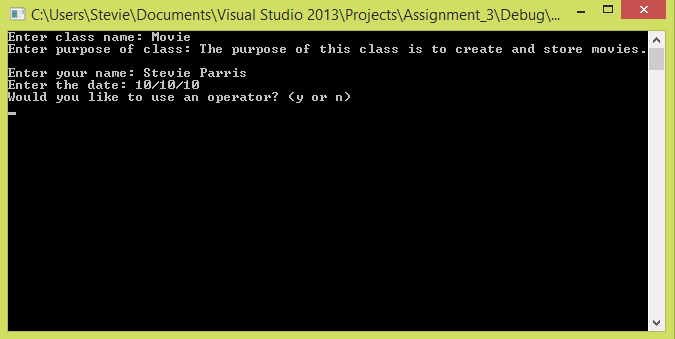 C:\Users\Stevie\Documents\Visual Studio 2013\Projects\Assignment_3\Debug\...
Enter class name: Movie
Enter purpose of class: The purpose of this class is to create and store movies.
Enter your name: Stevie Parris
Enter the date: 10/10/10
Would you like to use an operator? (y or n)